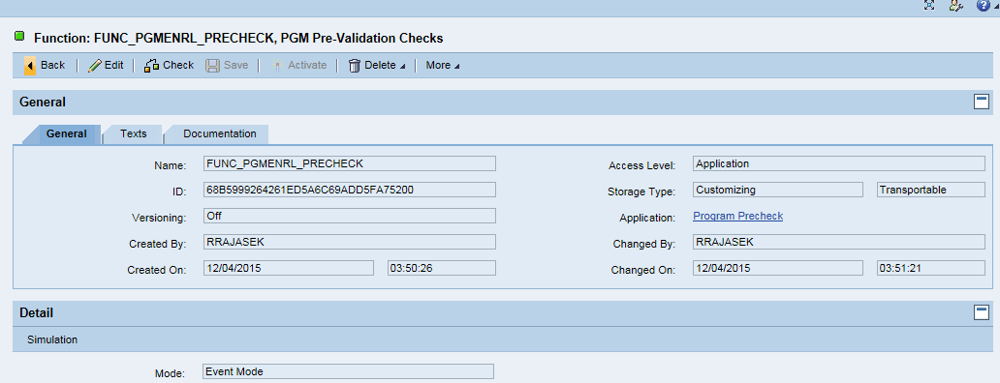 Function: FUNC_PGMENRL_PRECHECK, PGM Pre-Validation Checks
Back Edit Check Save Activate Delete More
General
General Texts Documentation
Name: FUNC_PGMENRL_PRECHECK Access Level: Application
ID: 68B5999264261ED5A6C69ADD5FA75200 Storage Type: Customizing Transportable
Versioning: Off Application: Program Precheck
Created By: RRAJASEK Changed By: RRAJASEK
Created On: 12/04/2015 03:50:26 Changed On: 12/04/2015 03:51:21
Detail
Simulation
Mode: Event Mode